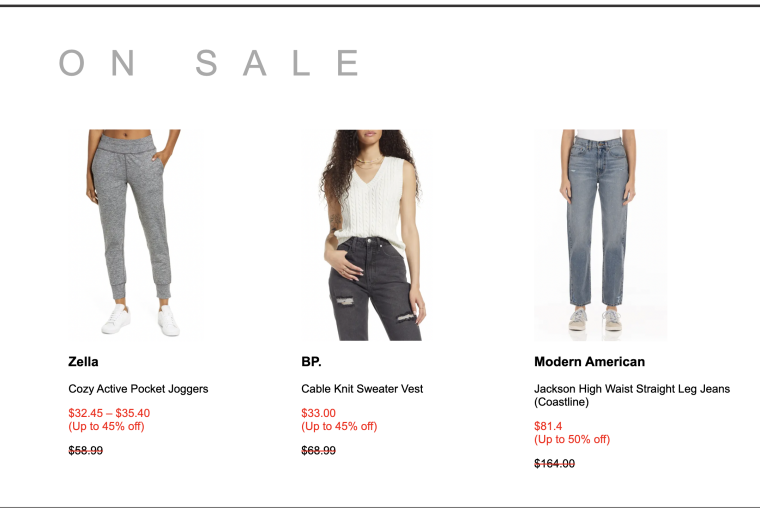 ON SALE
Zella
Cozy Active Pocket Joggers
$32.45 – $35.40
(Up to 45% off)
$58.99
BP.
Cable Knit Sweater Vest
$33.00
(Up to 45% off)
$68.99
Modern American
Jackson High Waist Straight Leg Jeans
(Coastline)
$81.4
(Up to 50% off)
$164.00